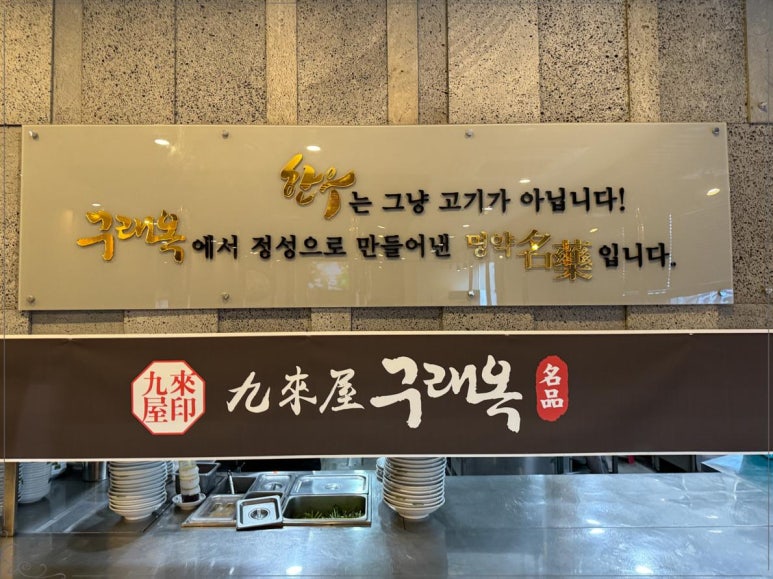 한우는 그냥 고기가 아닙니다!
구래옥에서 정성으로 만들어낸 명약名藥입니다.
九來屋印 九來屋 구래옥 名品